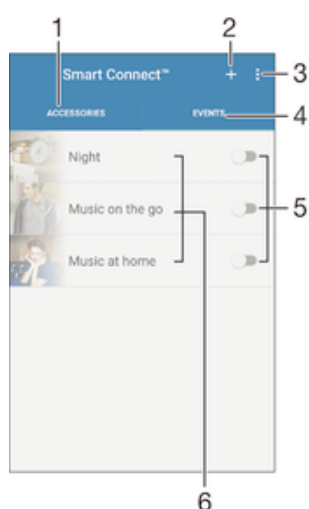 1
2
Smart Connect™ + 3
ACCESSORIES EVENTS 4
Night
Music on the go 5
Music at home
6